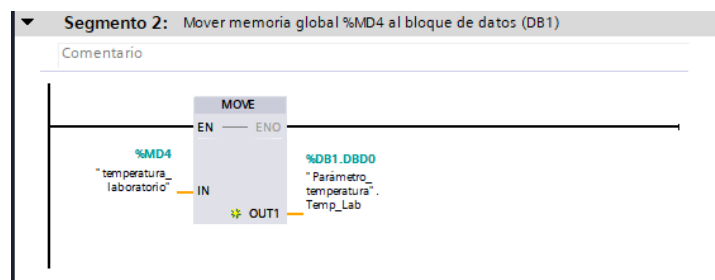 Segmento 2: Mover memoria global %MD4 al bloque de datos (DB1)
Comentario
MOVE
EN ENO
%MD4
"temperatura_
laboratorio"
IN
OUT1
%DB1.DBD0
"Parámetro_
temperatura".
Temp_Lab